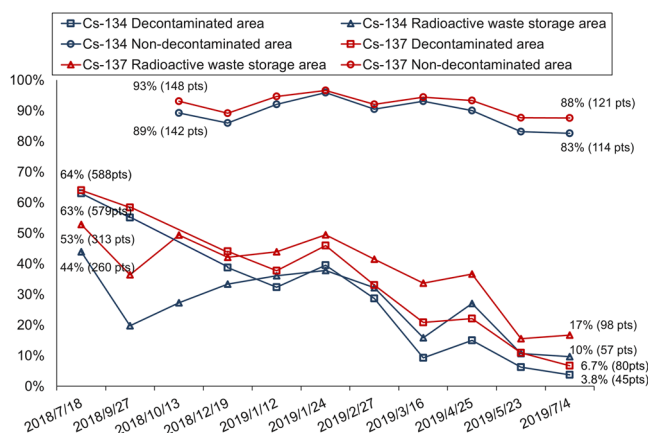 Cs-134 Decontaminated area Cs-134 Radioactive waste storage area
Cs-134 Non-decontaminated area Cs-137 Decontaminated area
Cs-137 Radioactive waste storage area Cs-137 Non-decontaminated area
100%
90%
80%
70%
60%
50%
40%
30%
20%
10%
0%
93% (148 pts)
89% (142 pts)
88% (121 pts)
83% (114 pts)
64% (588pts)
63% (579pts)
53% (313 pts)
44% (260 pts)
17% (98 pts)
10% (57 pts)
6.7% (80pts)
3.8% (45pts)
2018/7/18
2018/9/27
2018/10/13
2018/12/19
2019/1/12
2019/1/24
2019/2/27
2019/3/16
2019/4/25
2019/5/23
2019/7/4